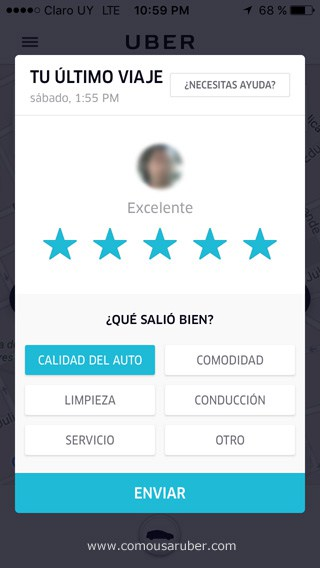 Claro UY LTE 10:59 PM 68 %
UBER
TU ÚLTIMO VIAJE
¿NECESITAS AYUDA?
sábado, 1:55 PM
Excelente
¿QUÉ SALIÓ BIEN?
CALIDAD DEL AUTO
COMODIDAD
LIMPIEZA
CONDUCCIÓN
SERVICIO
OTRO
ENVIAR
www.comousaruber.com